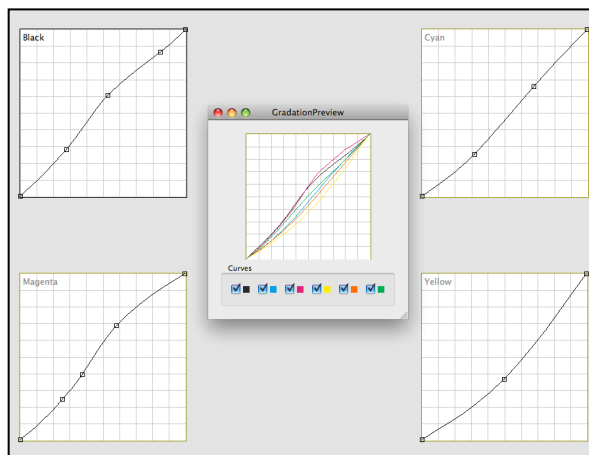 Black
Cyan
GradationPreview
Curves
Magenta
Yellow